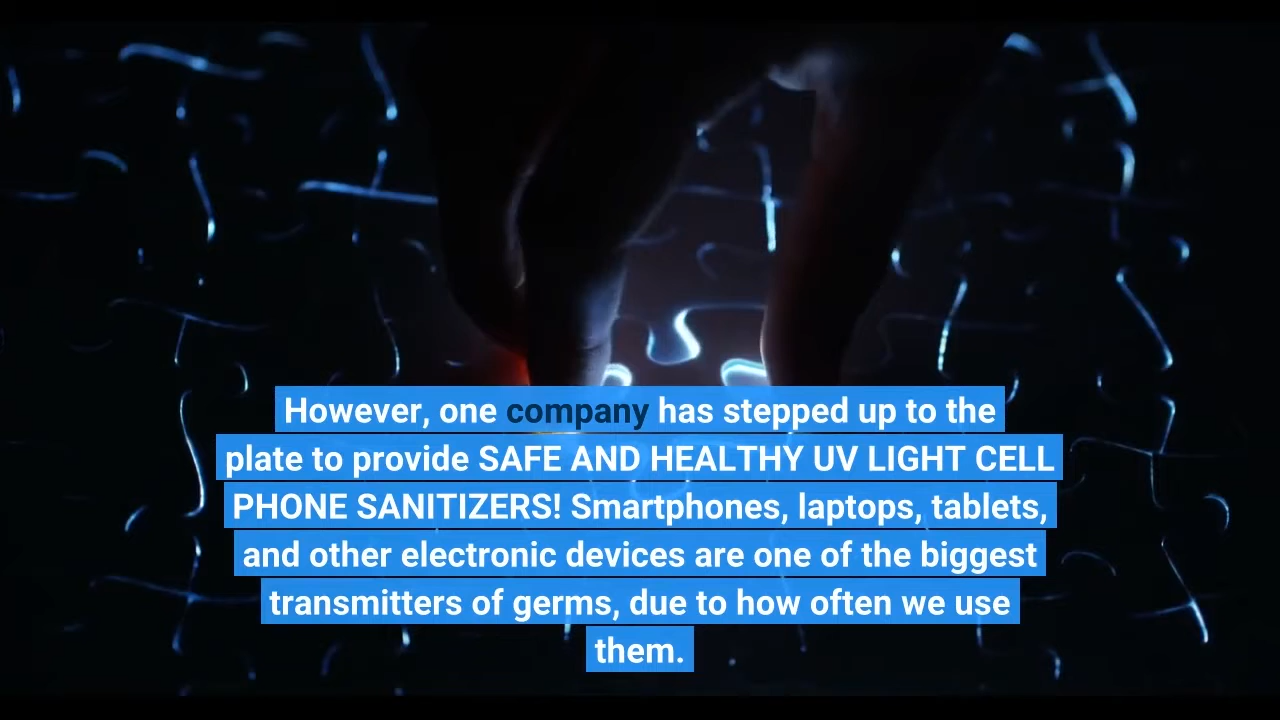 However, one company has stepped up to the
plate to provide SAFE AND HEALTHY UV LIGHT CELL
PHONE SANITIZERS! Smartphones, laptops, tablets,
and other electronic devices are one of the biggest
transmitters of germs, due to how often we use
them.